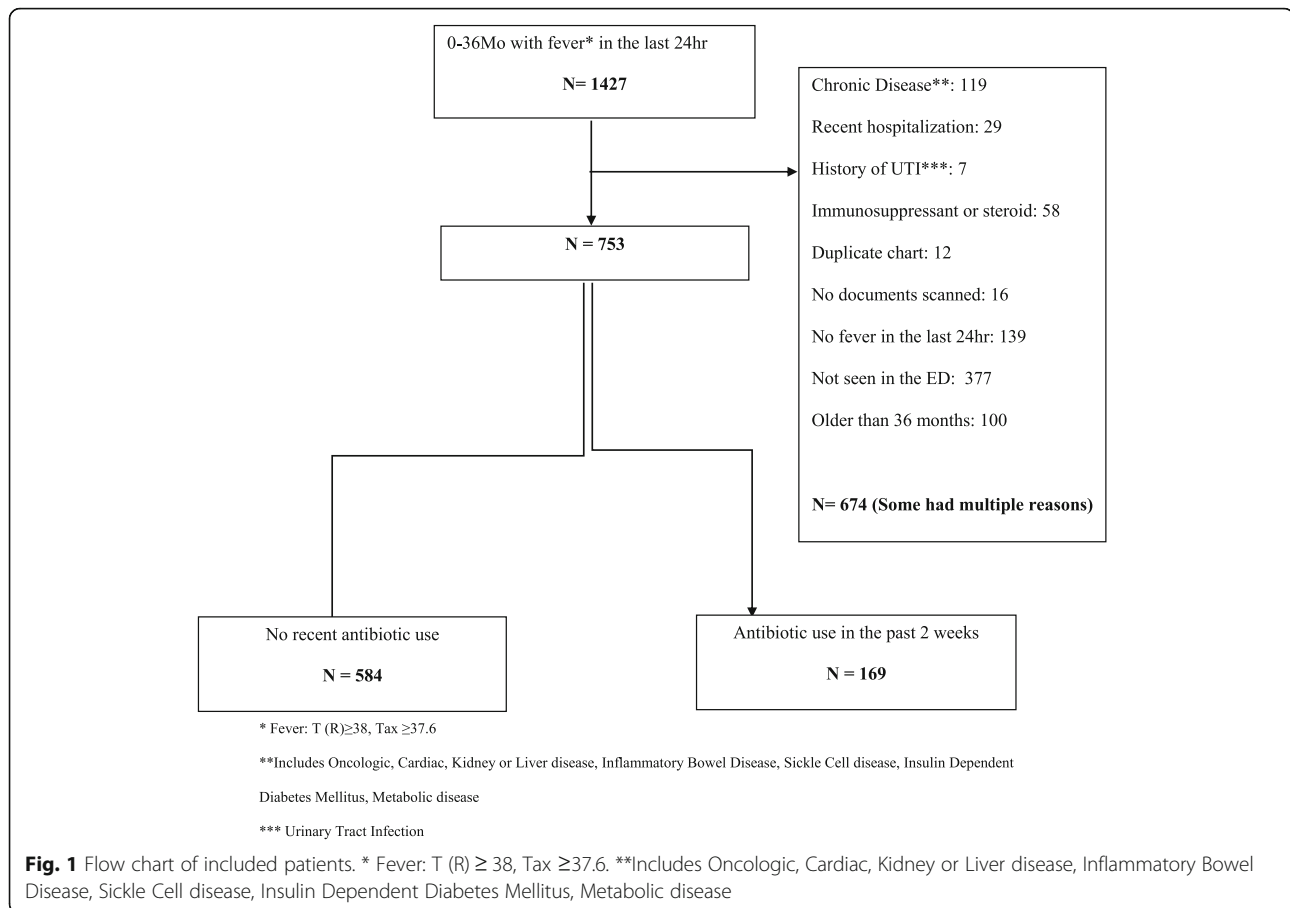 0-36Mo with fever* in the last 24hr
N= 1427
Chronic Disease**: 119
Recent hospitalization: 29
History of UTI***: 7
Immunosuppressant or steroid: 58
Duplicate chart: 12
No documents scanned: 16
No fever in the last 24hr: 139
Not seen in the ED: 377
Older than 36 months: 100
N= 674 (Some had multiple reasons)
N = 753
No recent antibiotic use
N = 584
Antibiotic use in the past 2 weeks
N = 169
* Fever: T (R)≥38, Tax ≥37.6
**Includes Oncologic, Cardiac, Kidney or Liver disease, Inflammatory Bowel Disease, Sickle Cell disease, Insulin Dependent
Diabetes Mellitus, Metabolic disease
*** Urinary Tract Infection
Fig. 1 Flow chart of included patients. * Fever: T (R) ≥ 38, Tax ≥37.6. **Includes Oncologic, Cardiac, Kidney or Liver disease, Inflammatory Bowel
Disease, Sickle Cell disease, Insulin Dependent Diabetes Mellitus, Metabolic disease